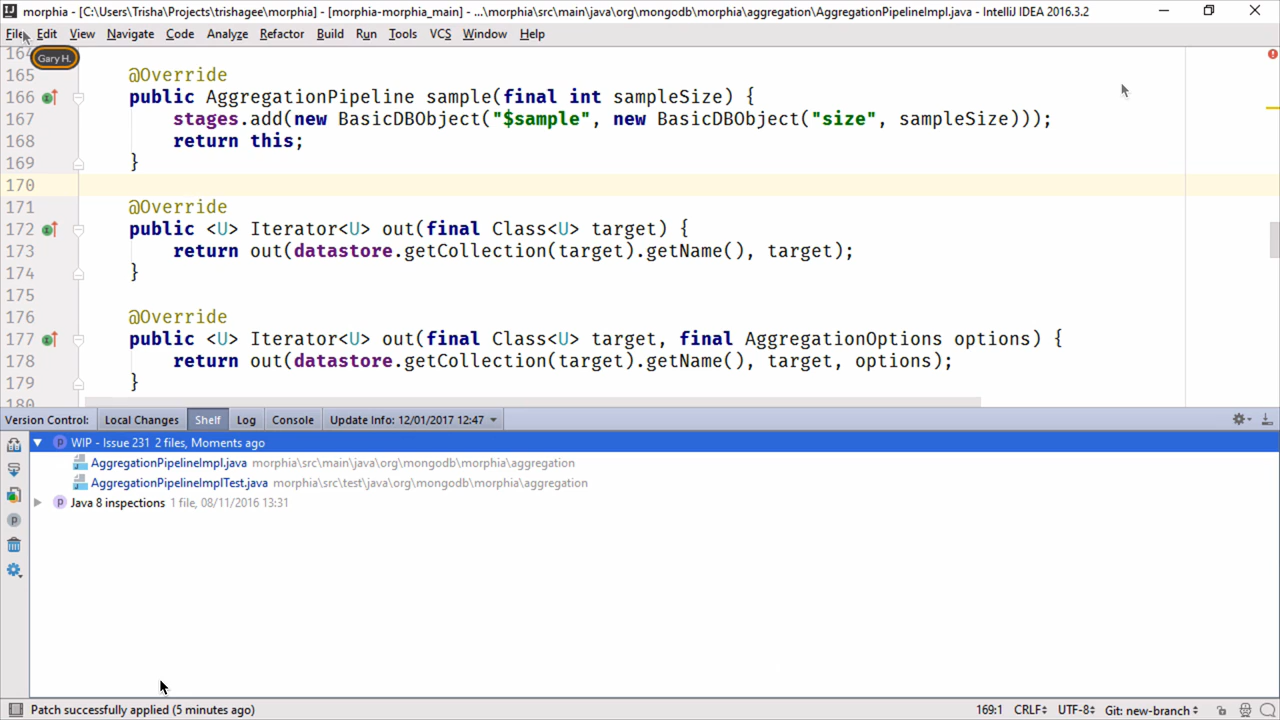 morphia - [C:\Users\Trisha\Projects\trishagee\morphia] - [morphia-morphia_main] - ...\morphia\src\main\java\org\mongodb\morphia\aggregation\AggregationPipelineImpl.java - IntelliJ IDEA 2016.3.2
File Edit View Navigate Code Analyze Refactor Build Run Tools VCS Window Help
Gary H.
164
165 @Override
166 public AggregationPipeline sample(final int sampleSize) {
167 stages.add(new BasicDBObject("$sample", new BasicDBObject("size", sampleSize)));
168 return this;
169 }
170
171 @Override
172 public <U> Iterator<U> out(final Class<U> target) {
173 return out(datastore.getCollection(target).getName(), target);
174 }
175
176 @Override
177 public <U> Iterator<U> out(final Class<U> target, final AggregationOptions options) {
178 return out(datastore.getCollection(target).getName(), target, options);
179 }
180
Version Control: Local Changes Shelf Log Console Update Info: 12/01/2017 12:47
WIP - Issue 231 2 files, Moments ago
AggregationPipelineImpl.java morphia\src\main\java\org\mongodb\morphia\aggregation
AggregationPipelineImplTest.java morphia\src\test\java\org\mongodb\morphia\aggregation
Java 8 inspections 1 file, 08/11/2016 13:31
Patch successfully applied (5 minutes ago) 169:1 CRLF UTF-8 Git: new-branch